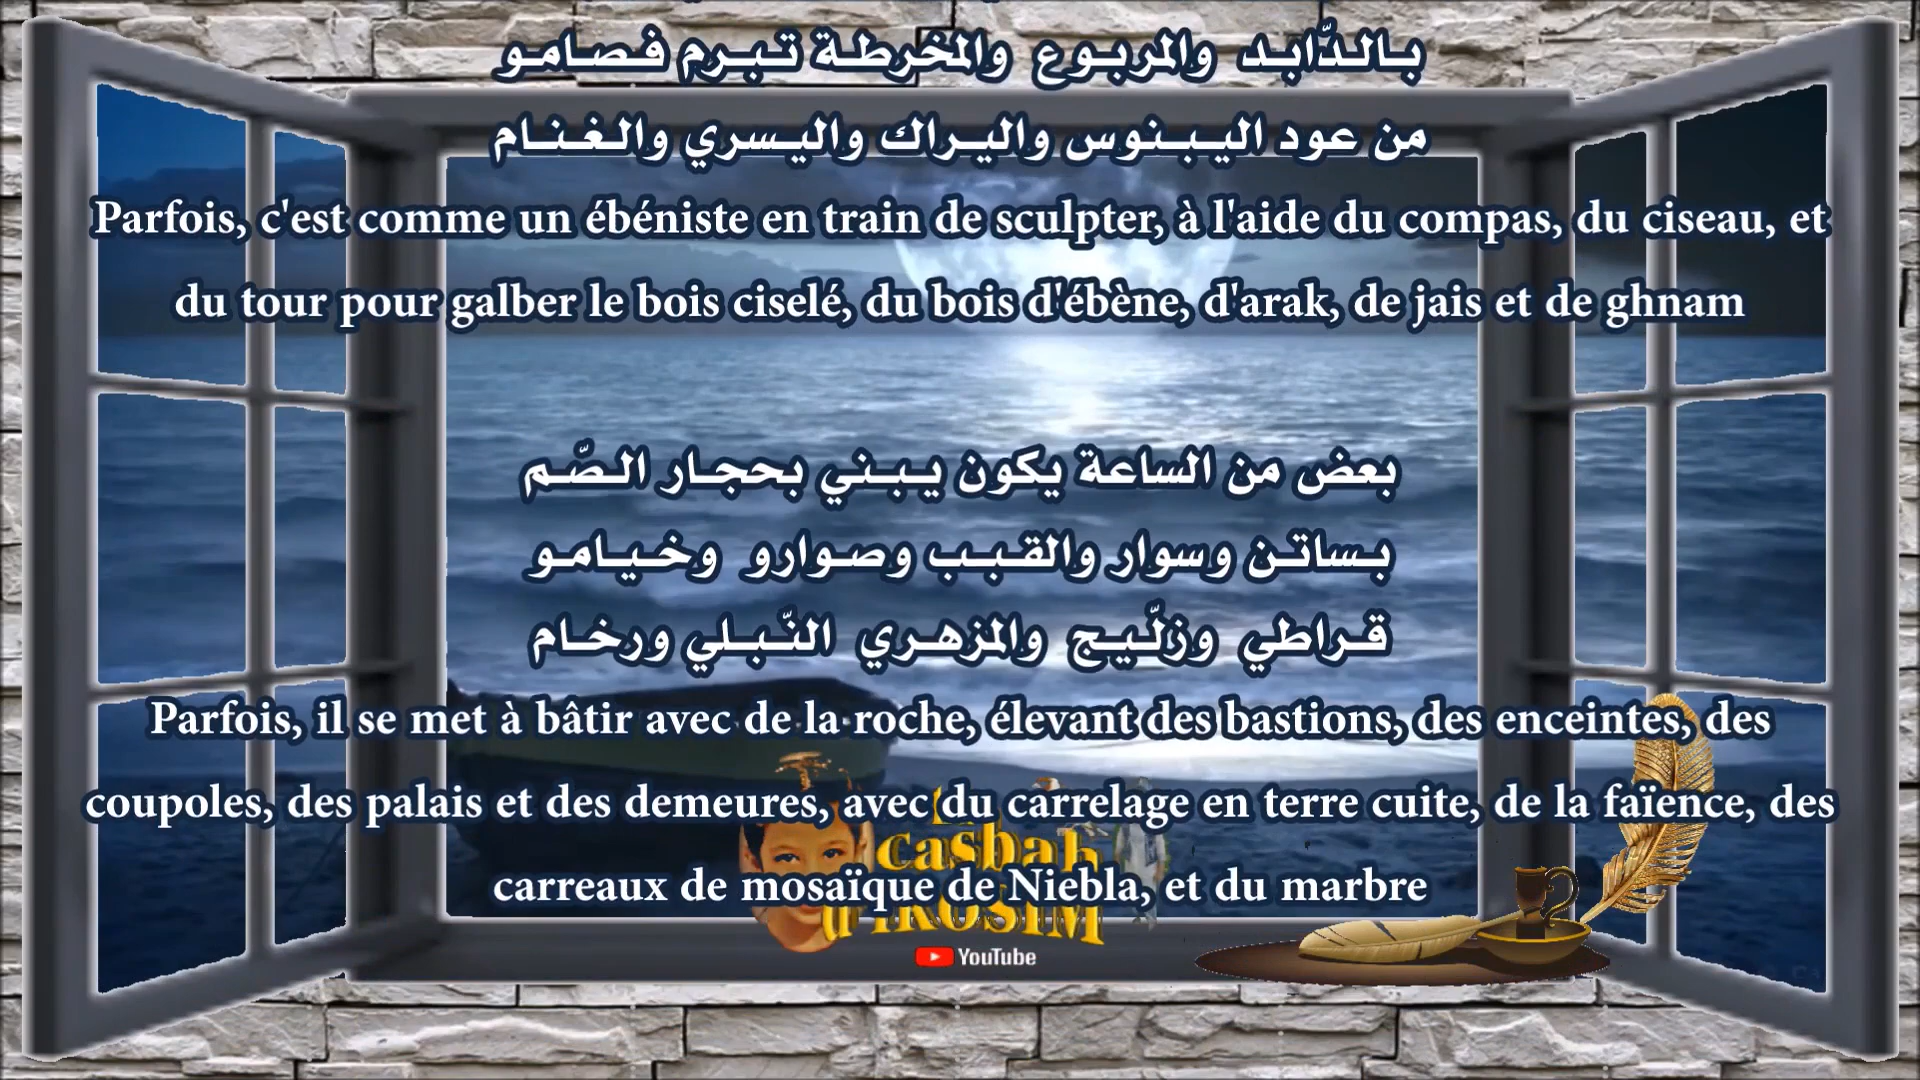 بالدّابد والمربوع والمخرطة تبرم فصامو
من عود اليبنوس واليراك واليسري والغنام
Parfois, c'est comme un ébéniste en train de sculpter, à l'aide du compas, du ciseau, et
du tour pour galber le bois ciselé, du bois d'ébène, d'arak, de jais et de ghnam
بعض من الساعة يكون يبني بحجار الصّم
بساتن وسوار والقبب وصوارو وخيامو
قراطي وزلّيج والمزهري النّبلي ورخام
Parfois, il se met à bâtir avec de la roche, élevant des bastions, des enceintes, des
coupoles, des palais et des demeures, avec du carrelage en terre cuite, de la faïence, des
casbah
carreaux de mosaïque de Niebla, et du marbre
d'IKOSIM
YouTube